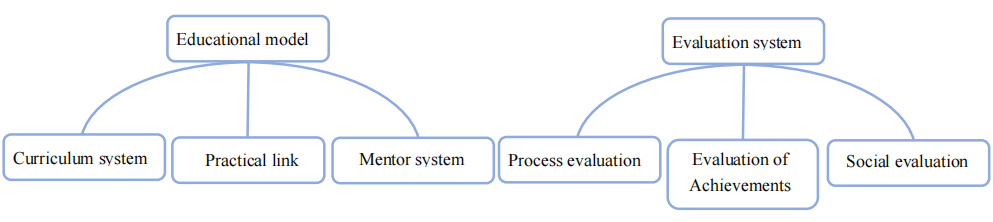 Educational model
Evaluation system
Curriculum system
Practical link
Mentor system
Process evaluation
Evaluation of
Achievements
Social evaluation